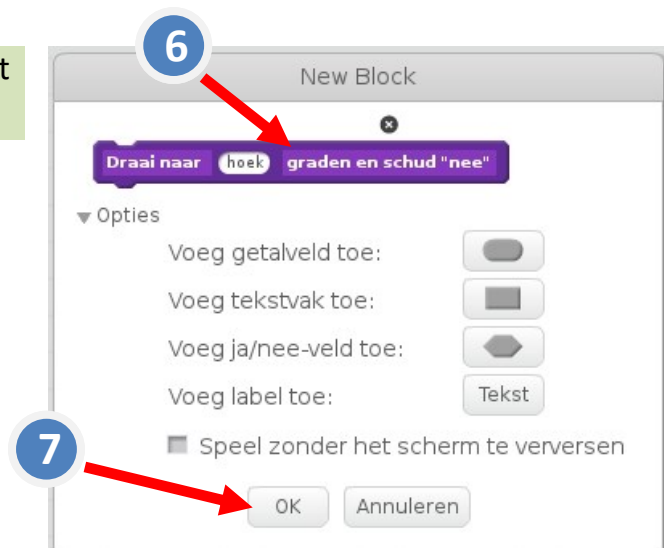 6
t
New Block
Draai naar hoek graden en schud "nee"
Opties
Voeg getalveld toe:
Voeg tekstvak toe:
Voeg ja/nee-veld toe:
Voeg label toe: Tekst
7
Speel zonder het scherm te verversen
OK Annuleren